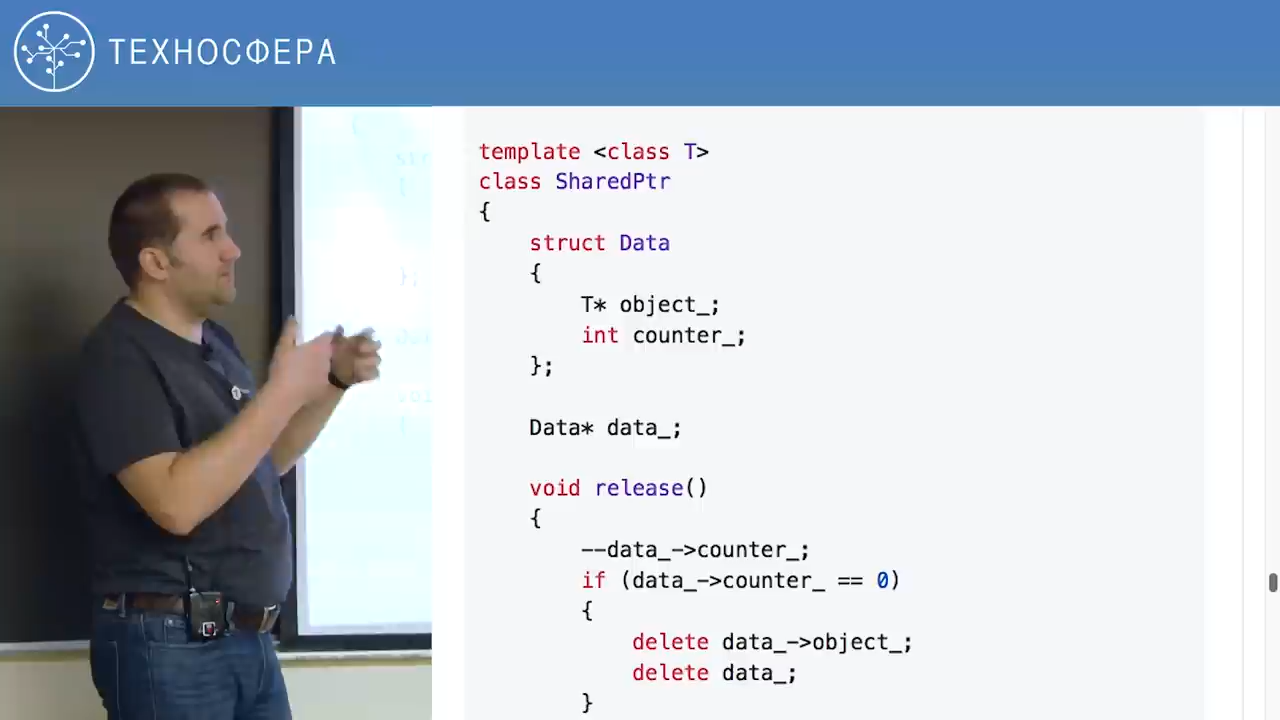 ТЕХНОСФЕРА
template <class T>
class SharedPtr
{
    struct Data
    {
        T* object_;
        int counter_;
    };

    Data* data_;

    void release()
    {
        --data_->counter_;
        if (data_->counter_ == 0)
        {
            delete data_->object_;
            delete data_;
        }